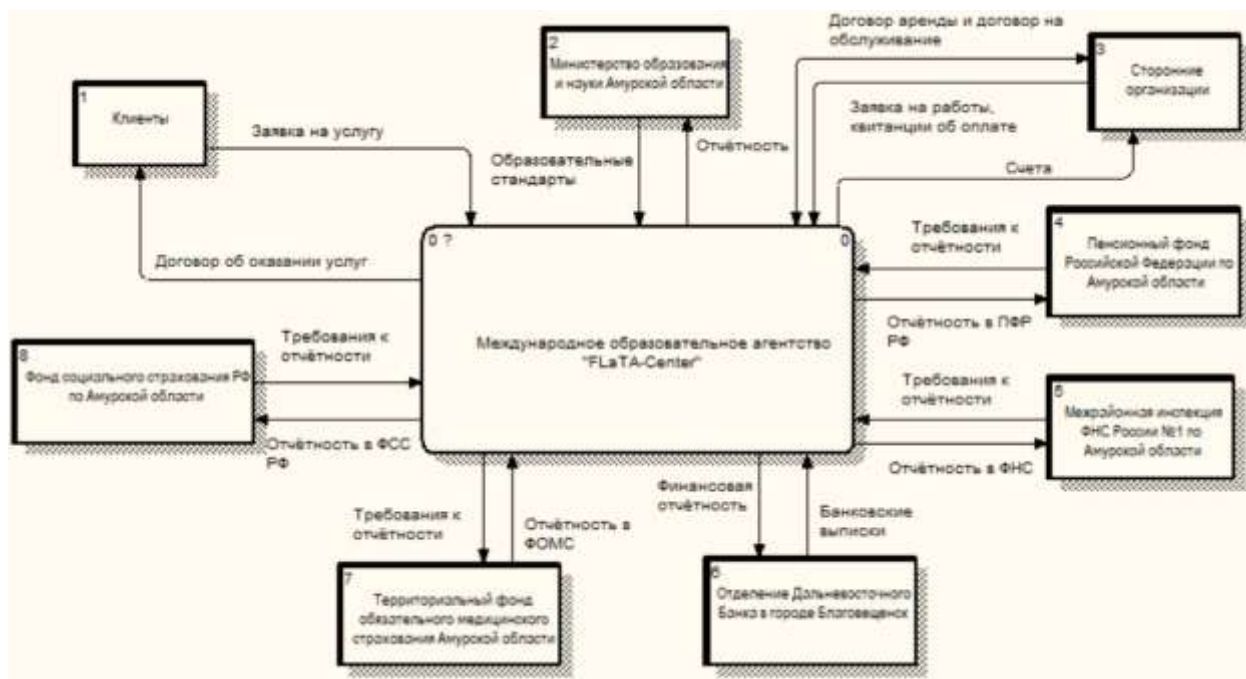 1
Клиенты
Заявка на услугу
Договор об оказании услуг
2
Министерство образования
и науки Амурской области
Образовательные
стандарты
Отчётность
Договор аренды и договор на
обслуживание
3
Сторонние
организации
Заявка на работы,
квитанции об оплате
Счета
4
Пенсионный фонд
Российской Федерации по
Амурской области
Требования к
отчётности
Отчётность в ПФР
РФ
0 ?
0
Международное образовательное агентство
"FLaTA-Center"
8
Фонд социального страхования РФ
по Амурской области
Требования к
отчётности
Отчётность в ФСС
РФ
5
Межрайонная инспекция
ФНС России №1 по
Амурской области
Требования к
отчётности
Отчётность в ФНС
Требования к
отчётности
Отчётность в
ФОМС
7
Территориальный фонд
обязательного медицинского
страхования Амурской области
Финансовая
отчётность
Банковские
выписки
6
Отделение Дальневосточного
Банка в городе Благовещенск